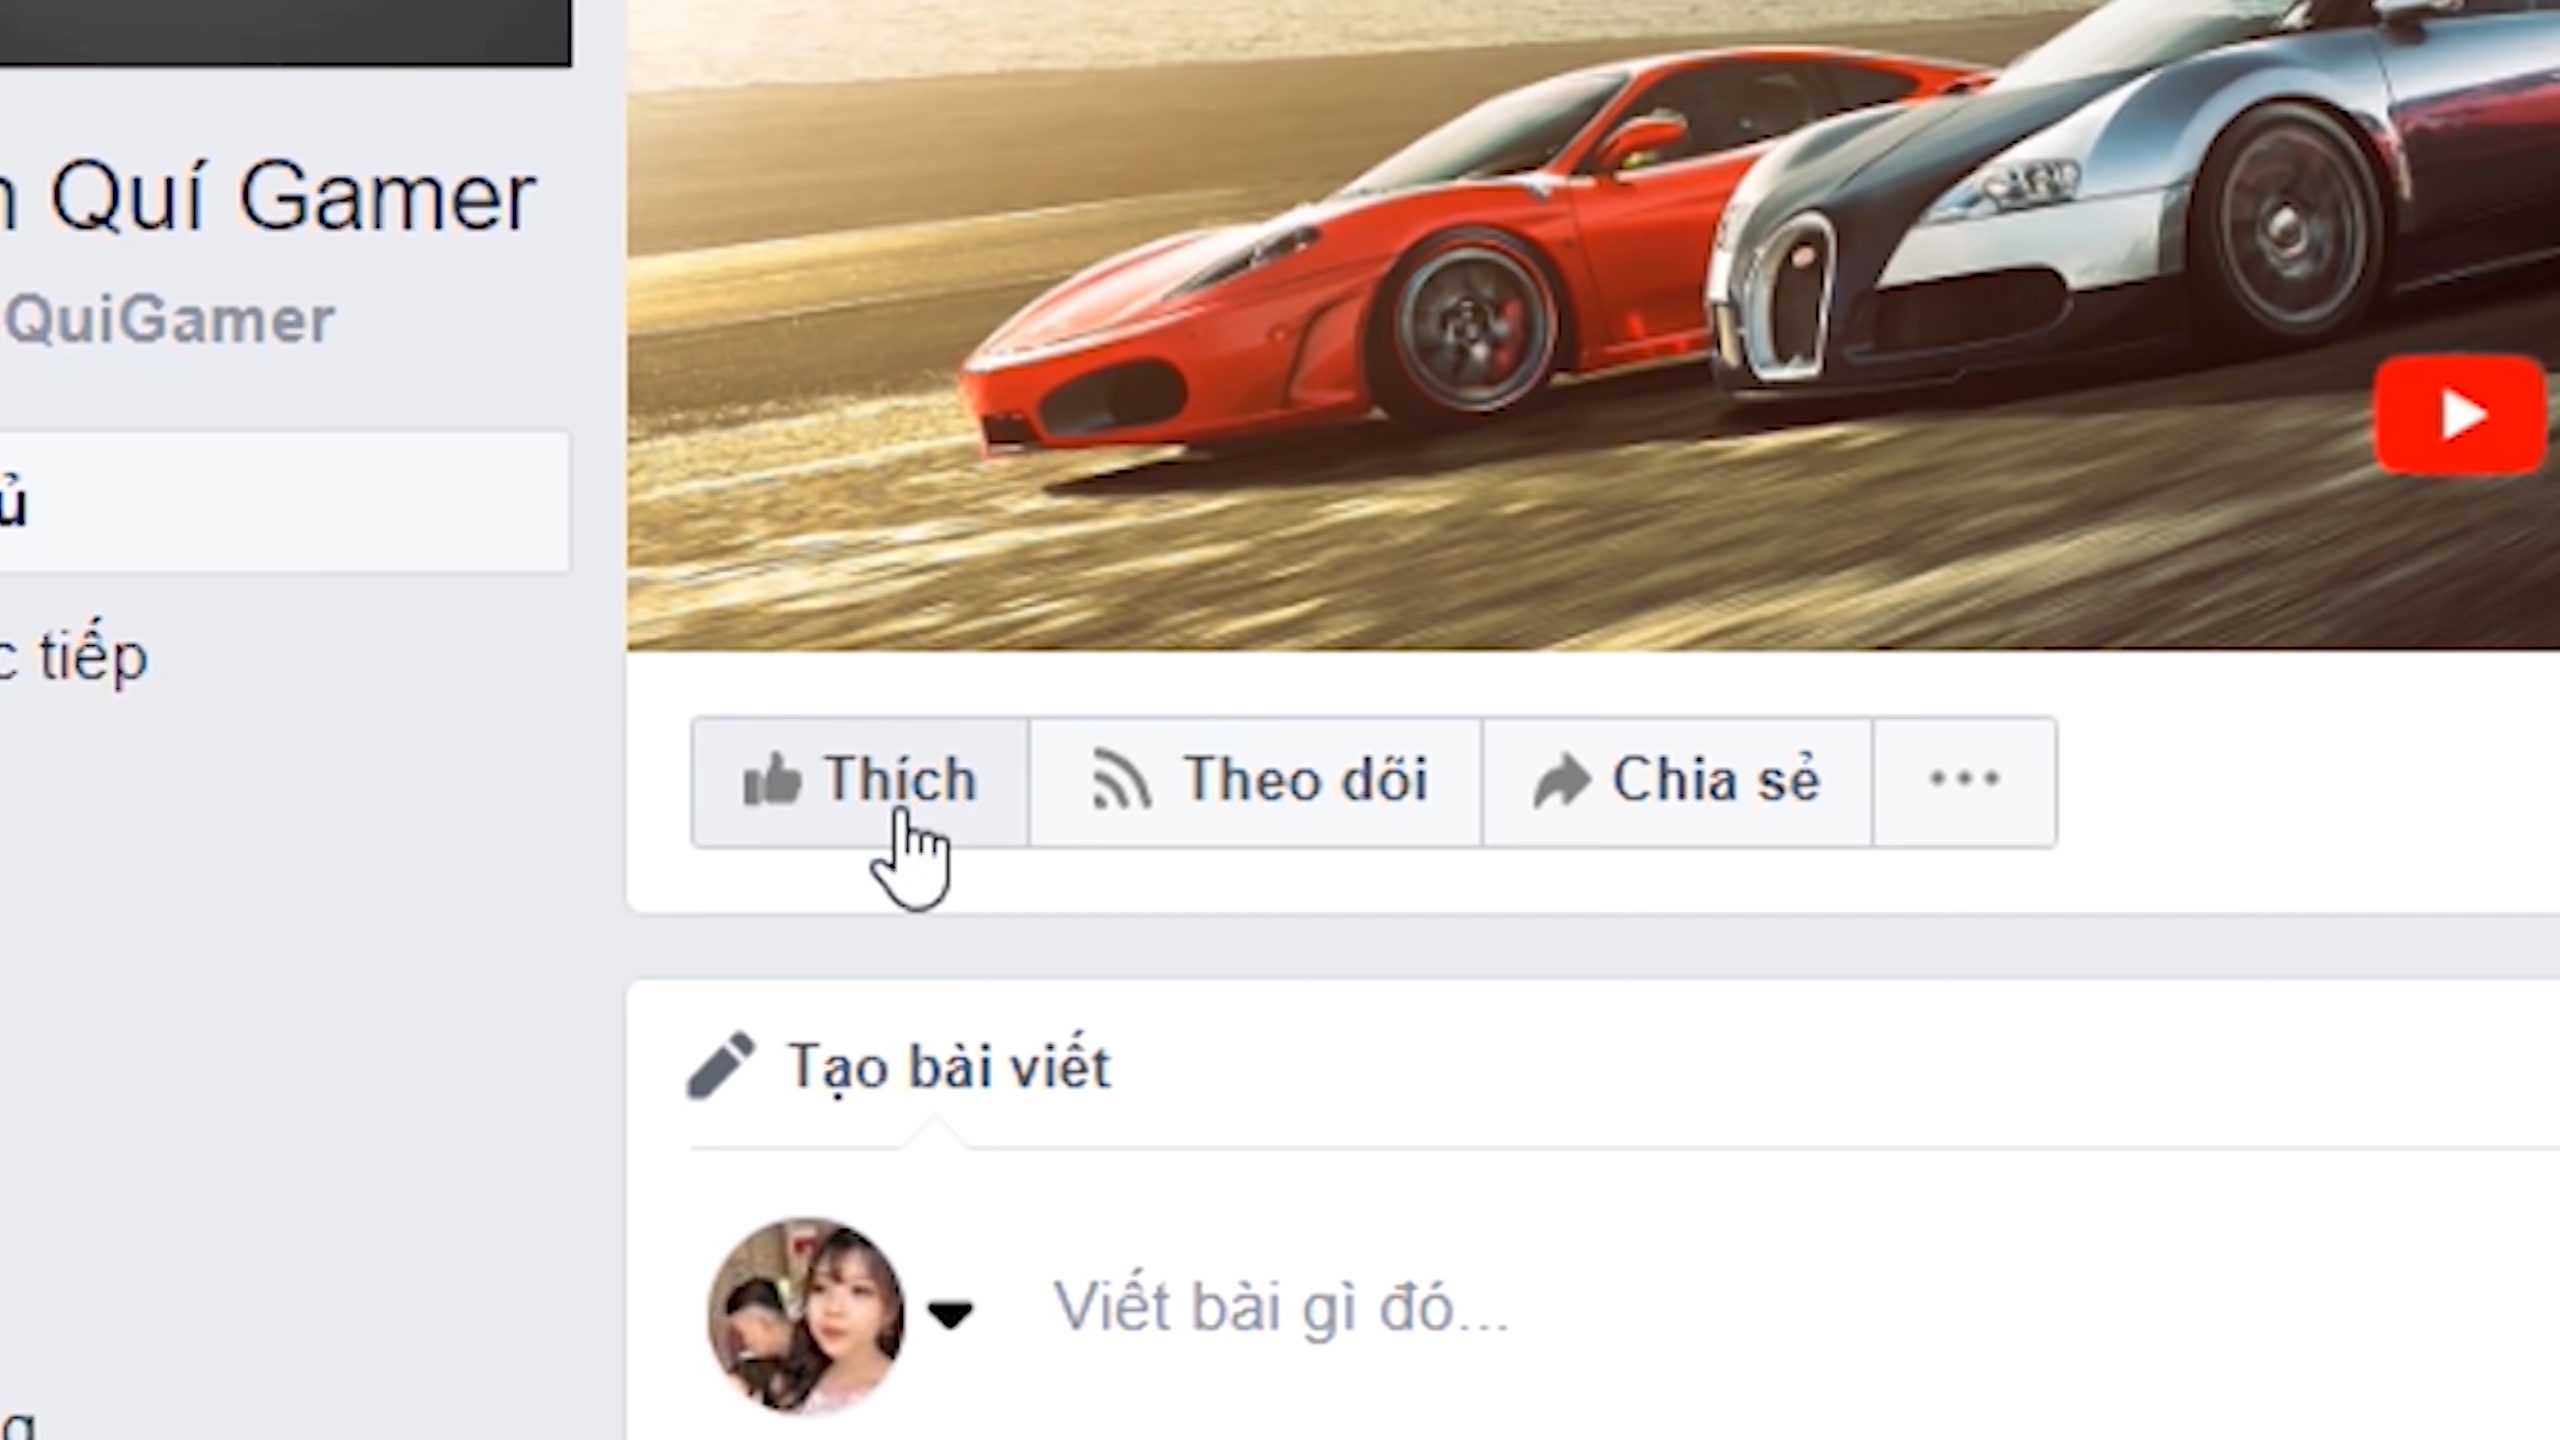 Quí Gamer
QuiGamer
tiếp
Thích
Theo dõi
Chia sẻ
...
Tạo bài viết
Viết bài gì đó...